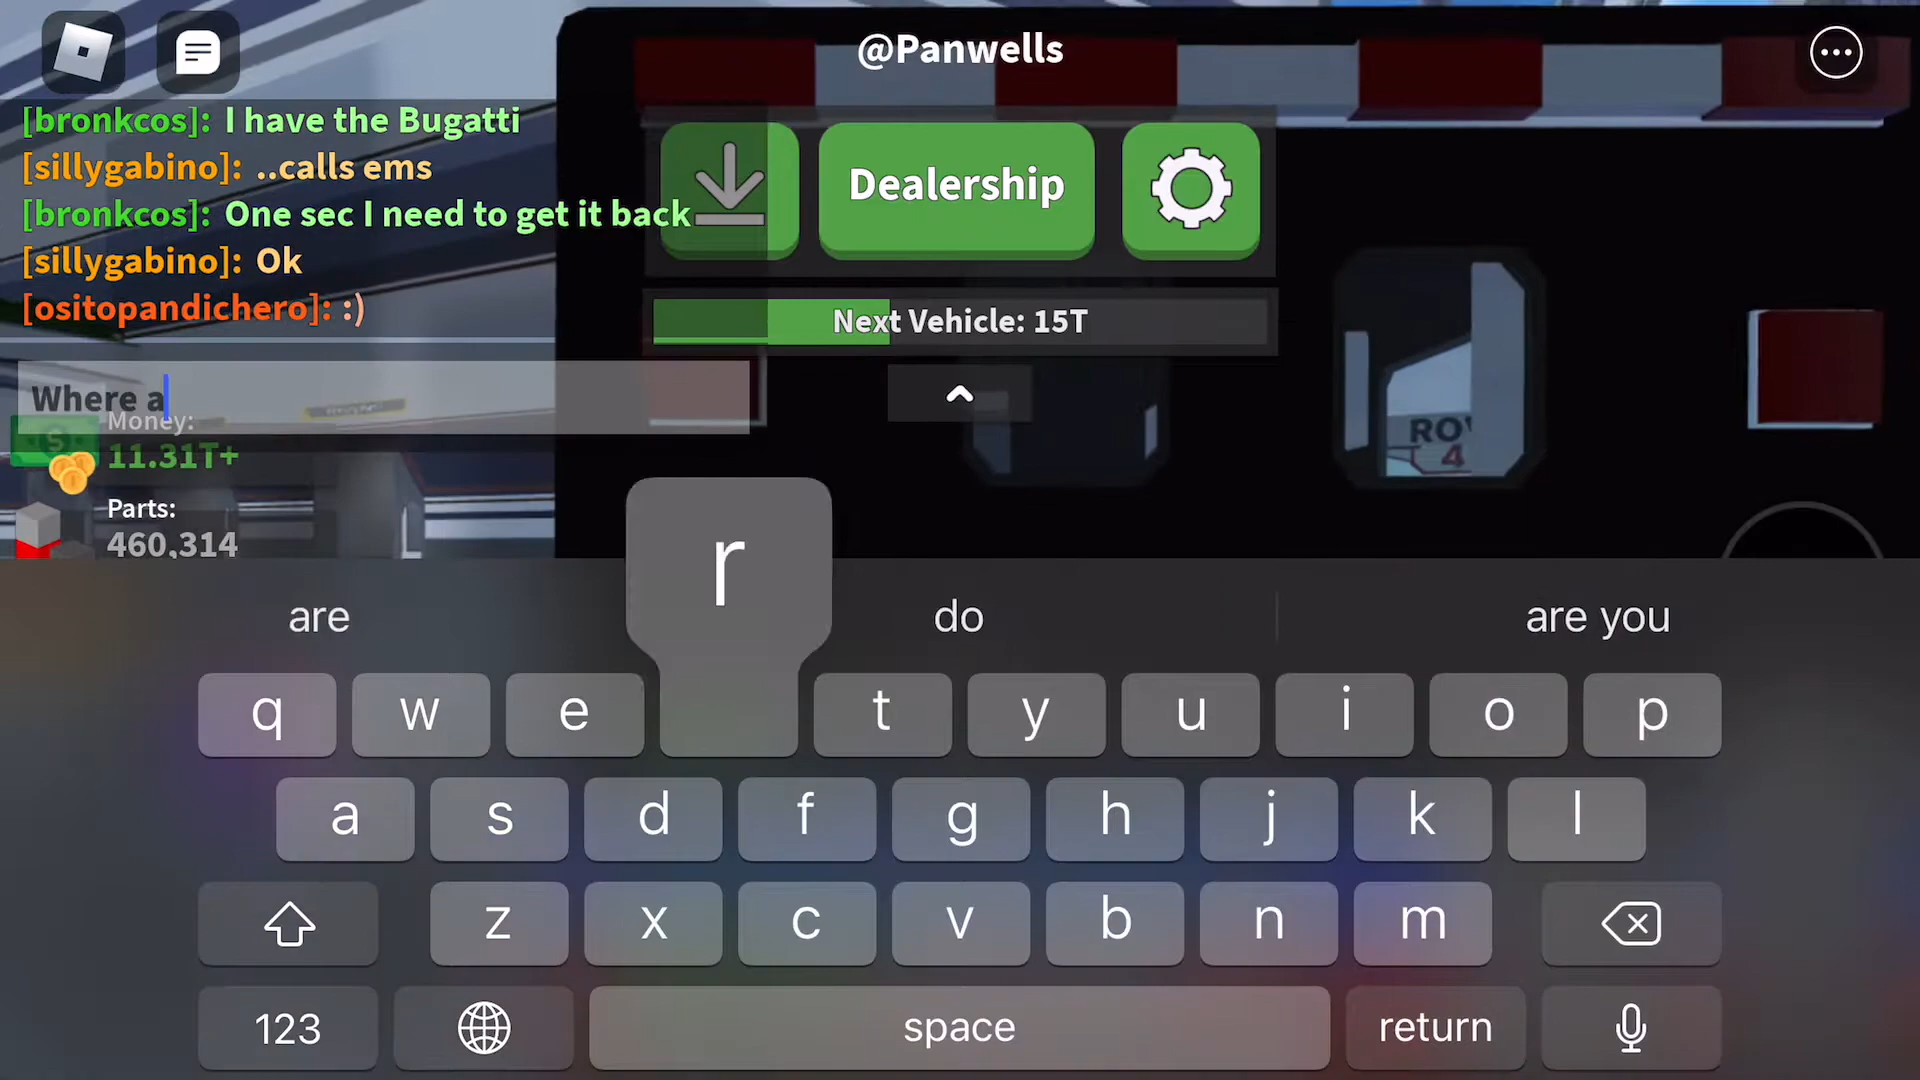 @Panwells
[bronkcos]: I have the Bugatti
[sillygabino]: ..calls ems
[bronkcos]: One sec I need to get it back
[sillygabino]: Ok
[ositopandichero]: :)
Dealership
Next Vehicle: 15T
Where a
Money:
11.31T+
Parts:
460,314
4
r
are do are you
q w e t y u i o p
a s d f g h j k l
z x c v b n m
123 space return